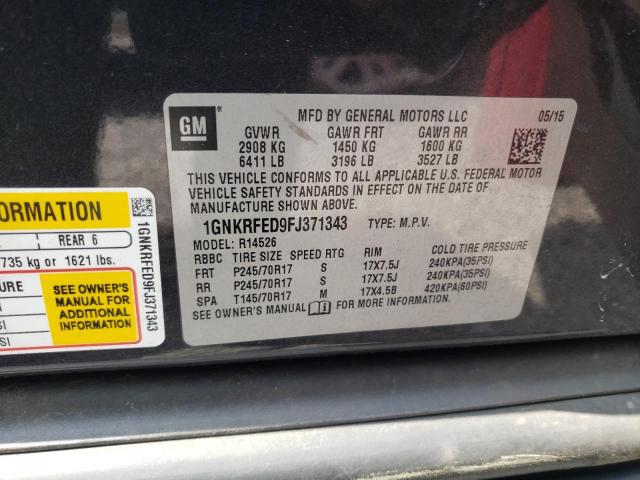 GM
®
MFD BY GENERAL MOTORS LLC 05/15
GVWR GAWR FRT GAWR RR
2908 KG 1450 KG 1600 KG
6411 LB 3196 LB 3527 LB
THIS VEHICLE CONFORMS TO ALL APPLICABLE U.S. FEDERAL MOTOR
VEHICLE SAFETY STANDARDS IN EFFECT ON THE DATE OF
MANUFACTURE SHOWN ABOVE.
1GNKRFED9FJ371343 TYPE: M.P.V.
MODEL: R14526
RBBC TIRE SIZE SPEED RTG RIM COLD TIRE PRESSURE
FRT P245/70R17 S 17X7.5J 240KPA(35PSI)
RR P245/70R17 S 17X7.5J 240KPA(35PSI)
SPA T145/70R17 M 17X4.5B 420KPA(60PSI)
SEE OWNER'S MANUAL FOR MORE INFORMATION.
ORMATION
REAR 6
735 kg or 1621 lbs.
SURE
SEE OWNER'S
MANUAL FOR
ADDITIONAL
INFORMATION
SI
1GNKRFED9FJ371343